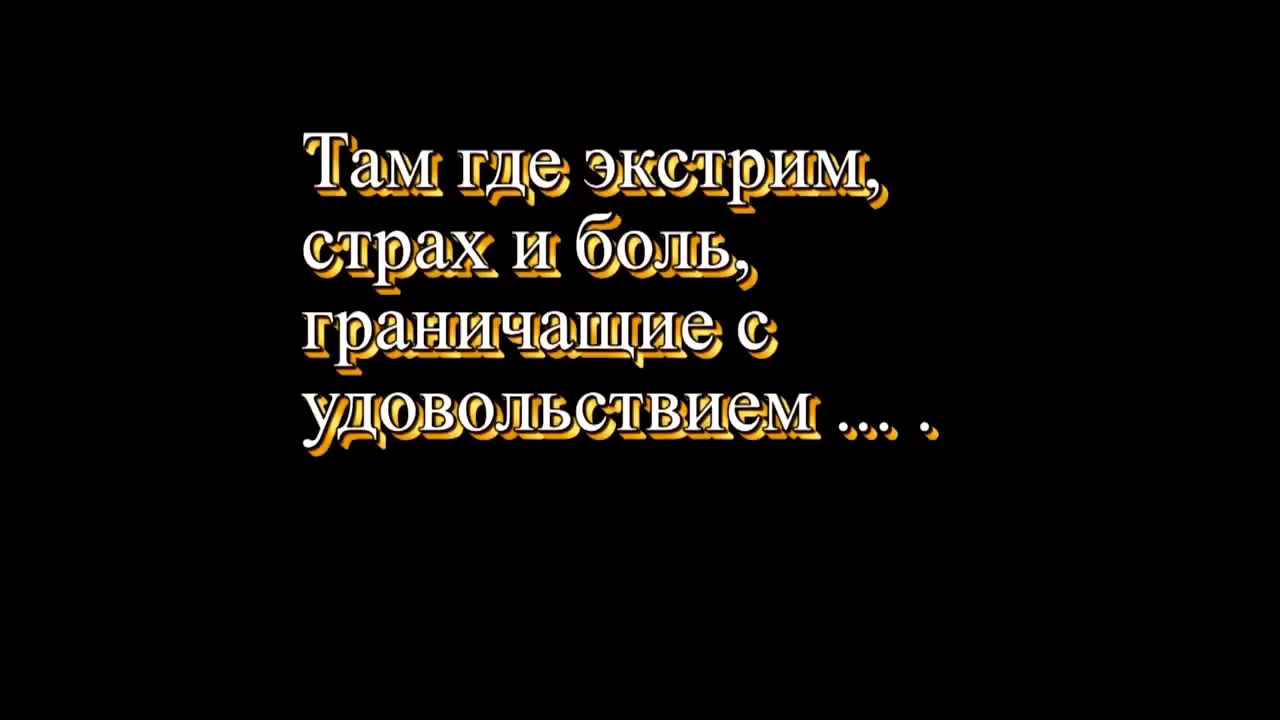 Там где экстрим,
страх и боль,
граничащие с
удовольствием ... .